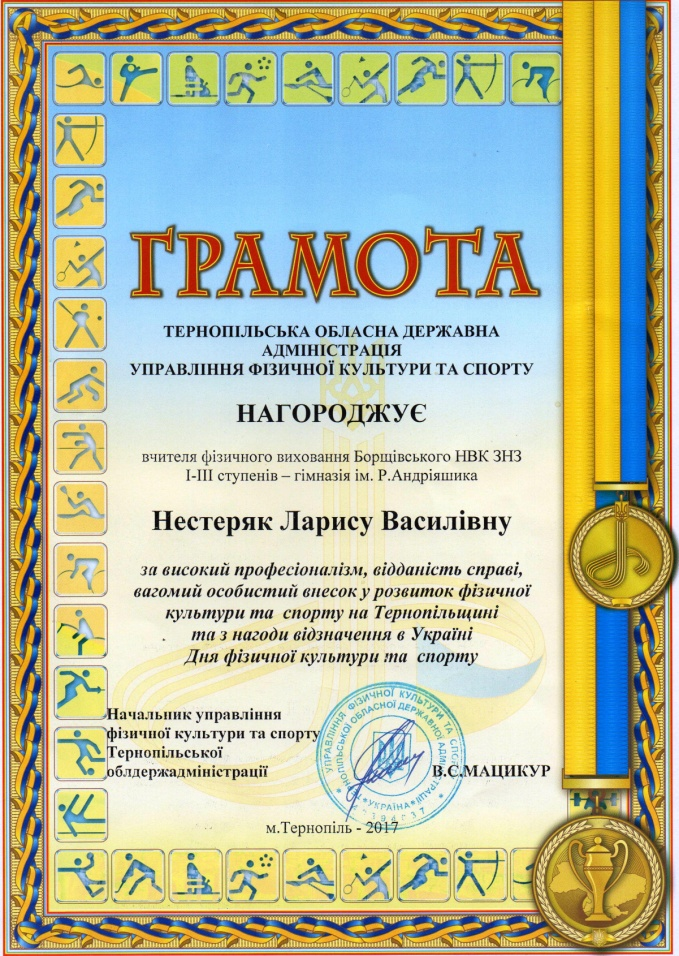 ГРАМОТА
ТЕРНОПІЛЬСЬКА ОБЛАСНА ДЕРЖАВНА
АДМІНІСТРАЦІЯ
УПРАВЛІННЯ ФІЗИЧНОЇ КУЛЬТУРИ ТА СПОРТУ
НАГОРОДЖУЄ
вчителя фізичного виховання Борщівського НВК ЗНЗ
І-ІІІ ступенів – гімназія ім. Р.Андріяшика
Нестеряк Ларису Василівну
за високий професіоналізм, відданість справі,
вагомий особистий внесок у розвиток фізичної
культури та спорту на Тернопільщині
та з нагоди відзначення в Україні
Дня фізичної культури та спорту
Начальник управління
фізичної культури та спорту
Тернопільської
облдержадміністрації
В.Є.МАЦИКУР
УПРАВЛІННЯ ФІЗИЧНОЇ КУЛЬТУРИ ТА СПОРТУ
ТЕРНОПІЛЬСЬКОЇ ОБЛАСНОЇ ДЕРЖАВНОЇ АДМІНІСТРАЦІЇ
УКРАЇНА
м.Тернопіль - 2017